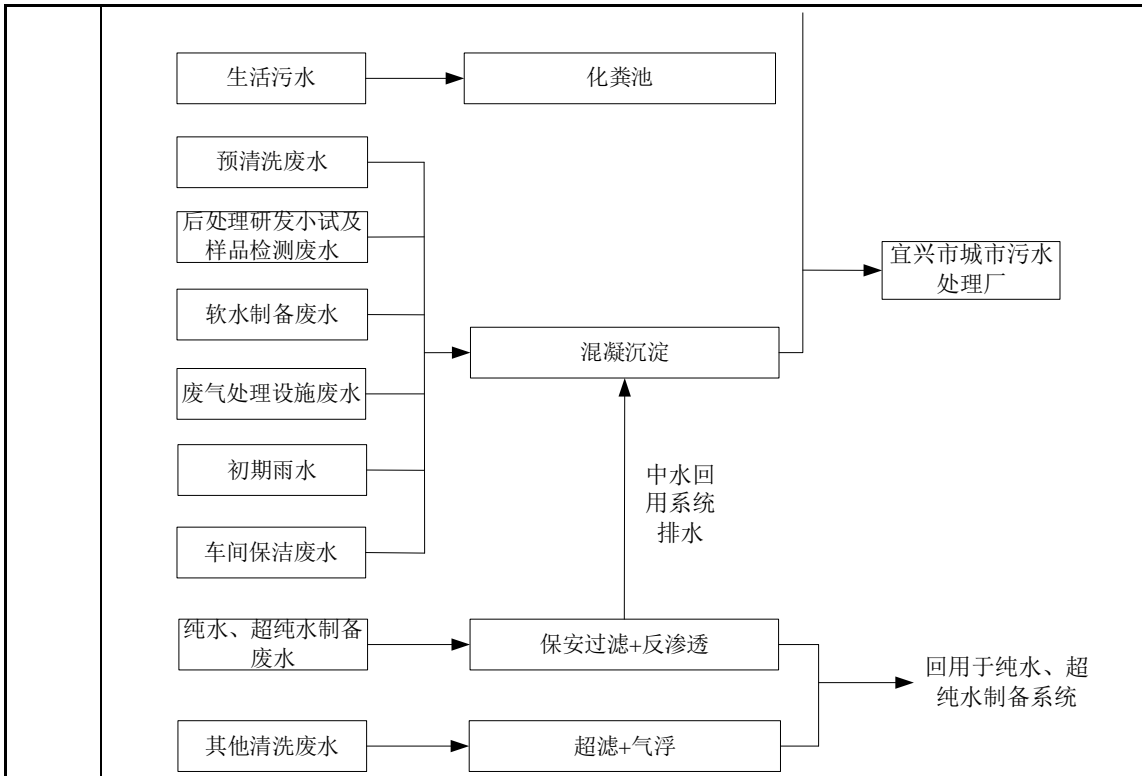 生活污水
化粪池
预清洗废水
后处理研发小试及
样品检测废水
宜兴市城市污水
处理厂
软水制备废水
混凝沉淀
废气处理设施废水
初期雨水
中水回
用系统
排水
车间保洁废水
纯水、超纯水制备
废水
保安过滤+反渗透
回用于纯水、超
纯水制备系统
其他清洗废水
超滤+气浮